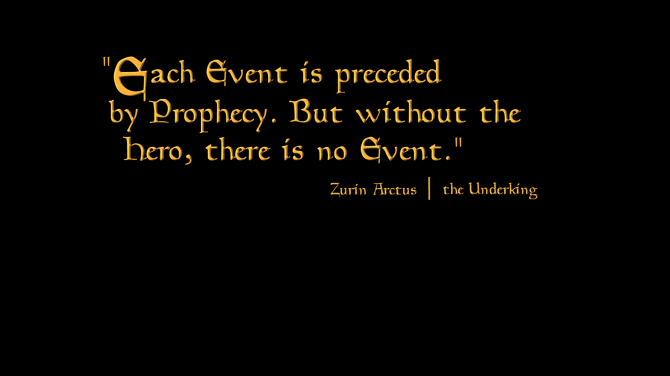 "Each Event is preceded
by Prophecy. But without the
Hero, there is no Event."
Zurin Arctus | the Underking